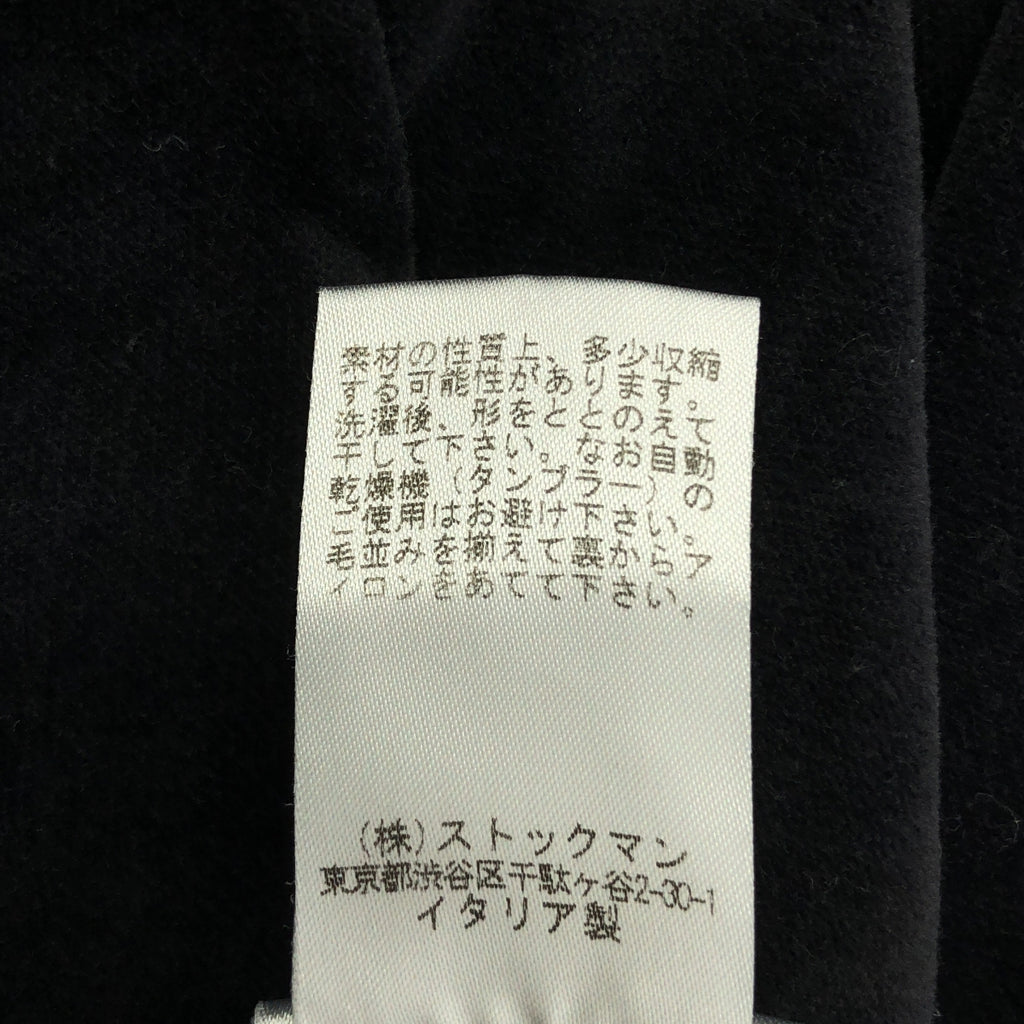 素材の性質上、多少収縮
する可能性があります。
洗濯後、形をととのえて
干して下さい。なお自動
乾燥機(タンブラー)の
ご使用はお避け下さい。
毛並みを揃えて裏からア
イロンをあてて下さい。
(株)ストックマン
東京都渋谷区千駄ヶ谷2-30-1
イタリア製